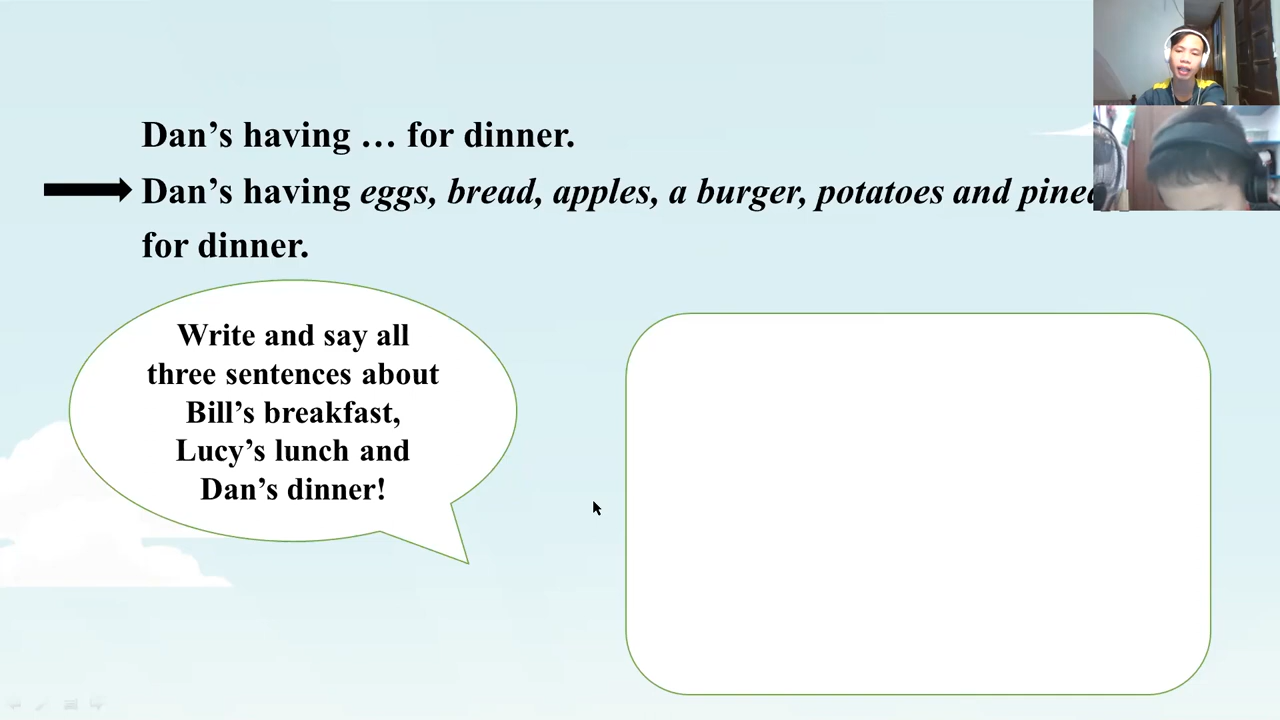 Dan’s having … for dinner.
Dan’s having eggs, bread, apples, a burger, potatoes and
for dinner.
Write and say all
three sentences about
Bill’s breakfast,
Lucy’s lunch and
Dan’s dinner!